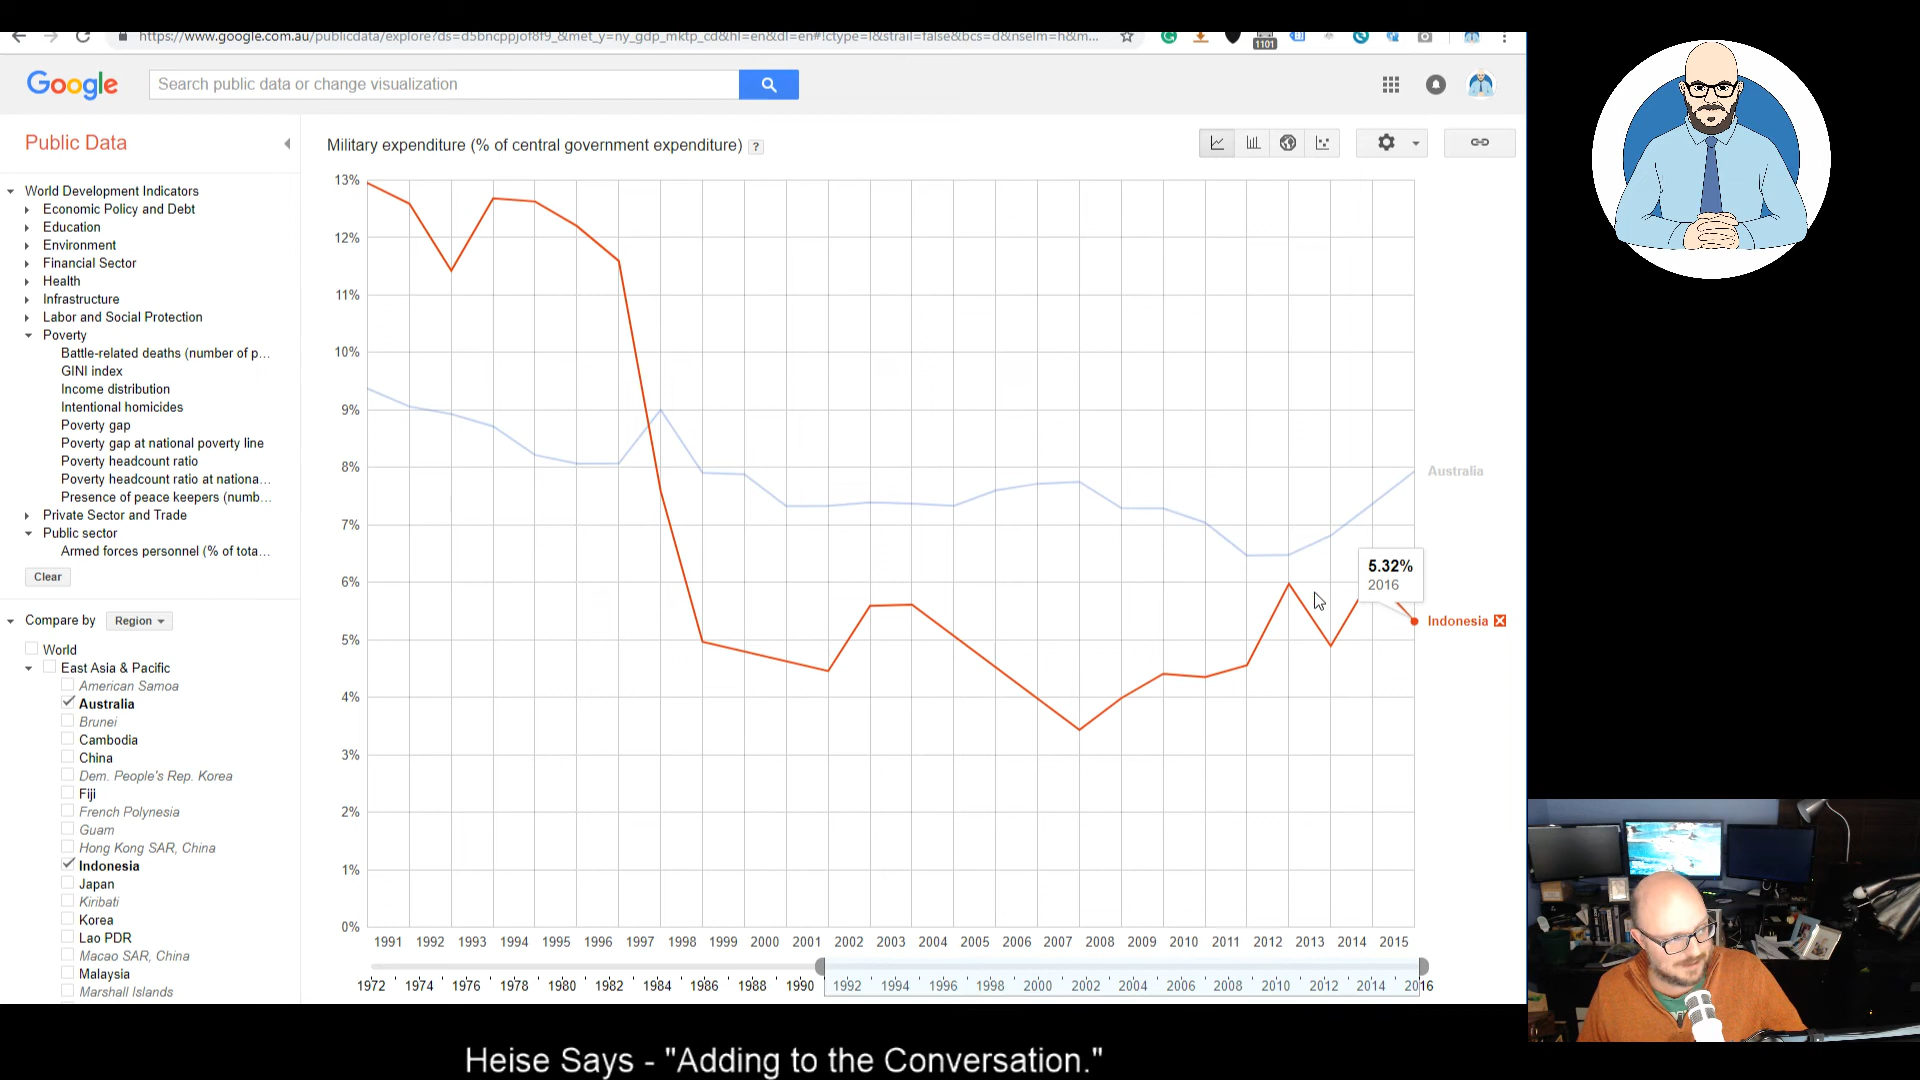 https://www.google.com.au/publicdata/explore?ds=d5bncppjof8f9_&met_y=ny_gdp_mktp_cd&hl=en&dl=en#!ctype=l&strail=false&bcs=d&nselm=h&m...
1101
Google
Search public data or change visualization
Public Data
World Development Indicators
Economic Policy and Debt
Education
Environment
Financial Sector
Health
Infrastructure
Labor and Social Protection
Poverty
Battle-related deaths (number of p...
GINI index
Income distribution
Intentional homicides
Poverty gap
Poverty gap at national poverty line
Poverty headcount ratio
Poverty headcount ratio at nationa...
Presence of peace keepers (numb...
Private Sector and Trade
Public sector
Armed forces personnel (% of tota...
Clear
Compare by Region
World
East Asia & Pacific
American Samoa
Australia
Brunei
Cambodia
China
Dem. People's Rep. Korea
Fiji
French Polynesia
Guam
Hong Kong SAR, China
Indonesia
Japan
Kiribati
Korea
Lao PDR
Macao SAR, China
Malaysia
Marshall Islands
Military expenditure (% of central government expenditure) ?
13%
12%
11%
10%
9%
8%
7%
6%
5%
4%
3%
2%
1%
0%
Australia
5.32%
2016
Indonesia
1991 1992 1993 1994 1995 1996 1997 1998 1999 2000 2001 2002 2003 2004 2005 2006 2007 2008 2009 2010 2011 2012 2013 2014 2015
1972 1974 1976 1978 1980 1982 1984 1986 1988 1990 1992 1994 1996 1998 2000 2002 2004 2006 2008 2010 2012 2014 2016
Heise Says - "Adding to the Conversation."